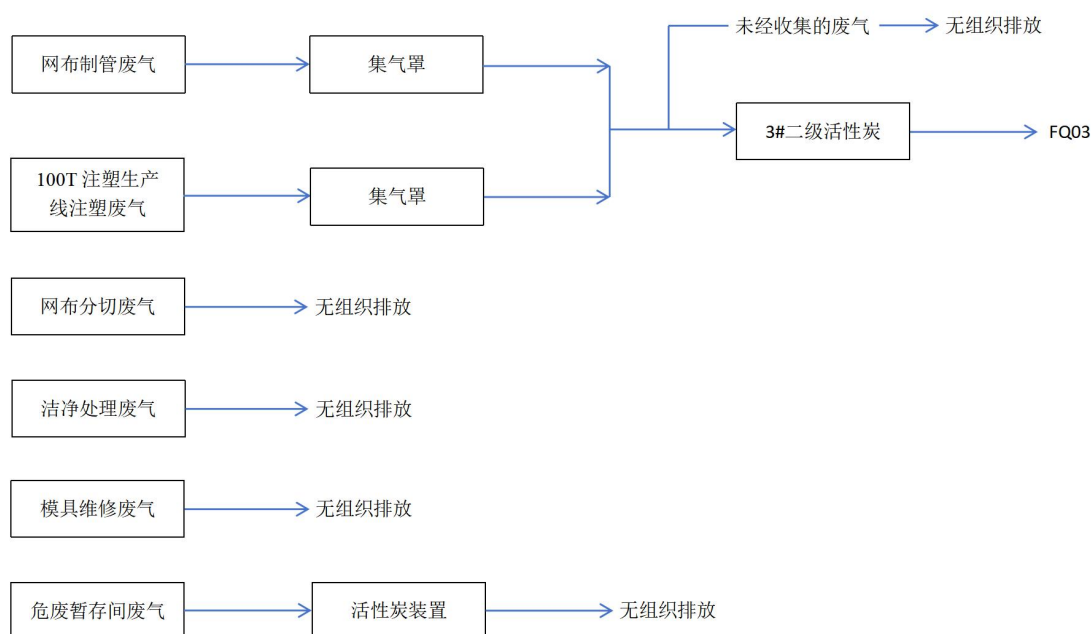 未经收集的废气
无组织排放
网布制管废气
集气罩
3#二级活性炭
FQ03
100T 注塑生产
线注塑废气
集气罩
网布分切废气
无组织排放
洁净处理废气
无组织排放
模具维修废气
无组织排放
危废暂存间废气
活性炭装置
无组织排放